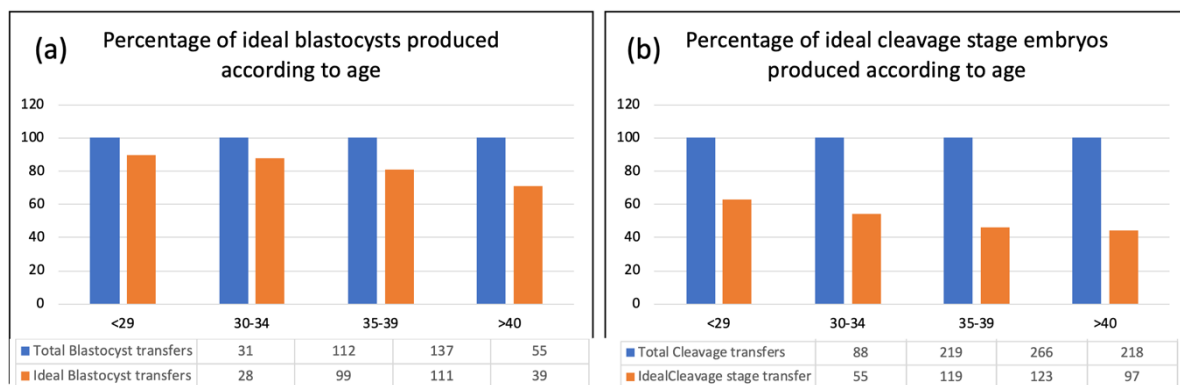 (a)
Percentage of ideal blastocysts produced
according to age
120
100
80
60
40
20
0
<29 30-34 35-39 >40
Total Blastocyst transfers 31 112 137 55
Ideal Blastocyst transfers 28 99 111 39
(b)
Percentage of ideal cleavage stage embryos
produced according to age
120
100
80
60
40
20
0
<29 30-34 35-39 >40
Total Cleavage transfers 88 219 266 218
IdealCleavage stage transfer 55 119 123 97